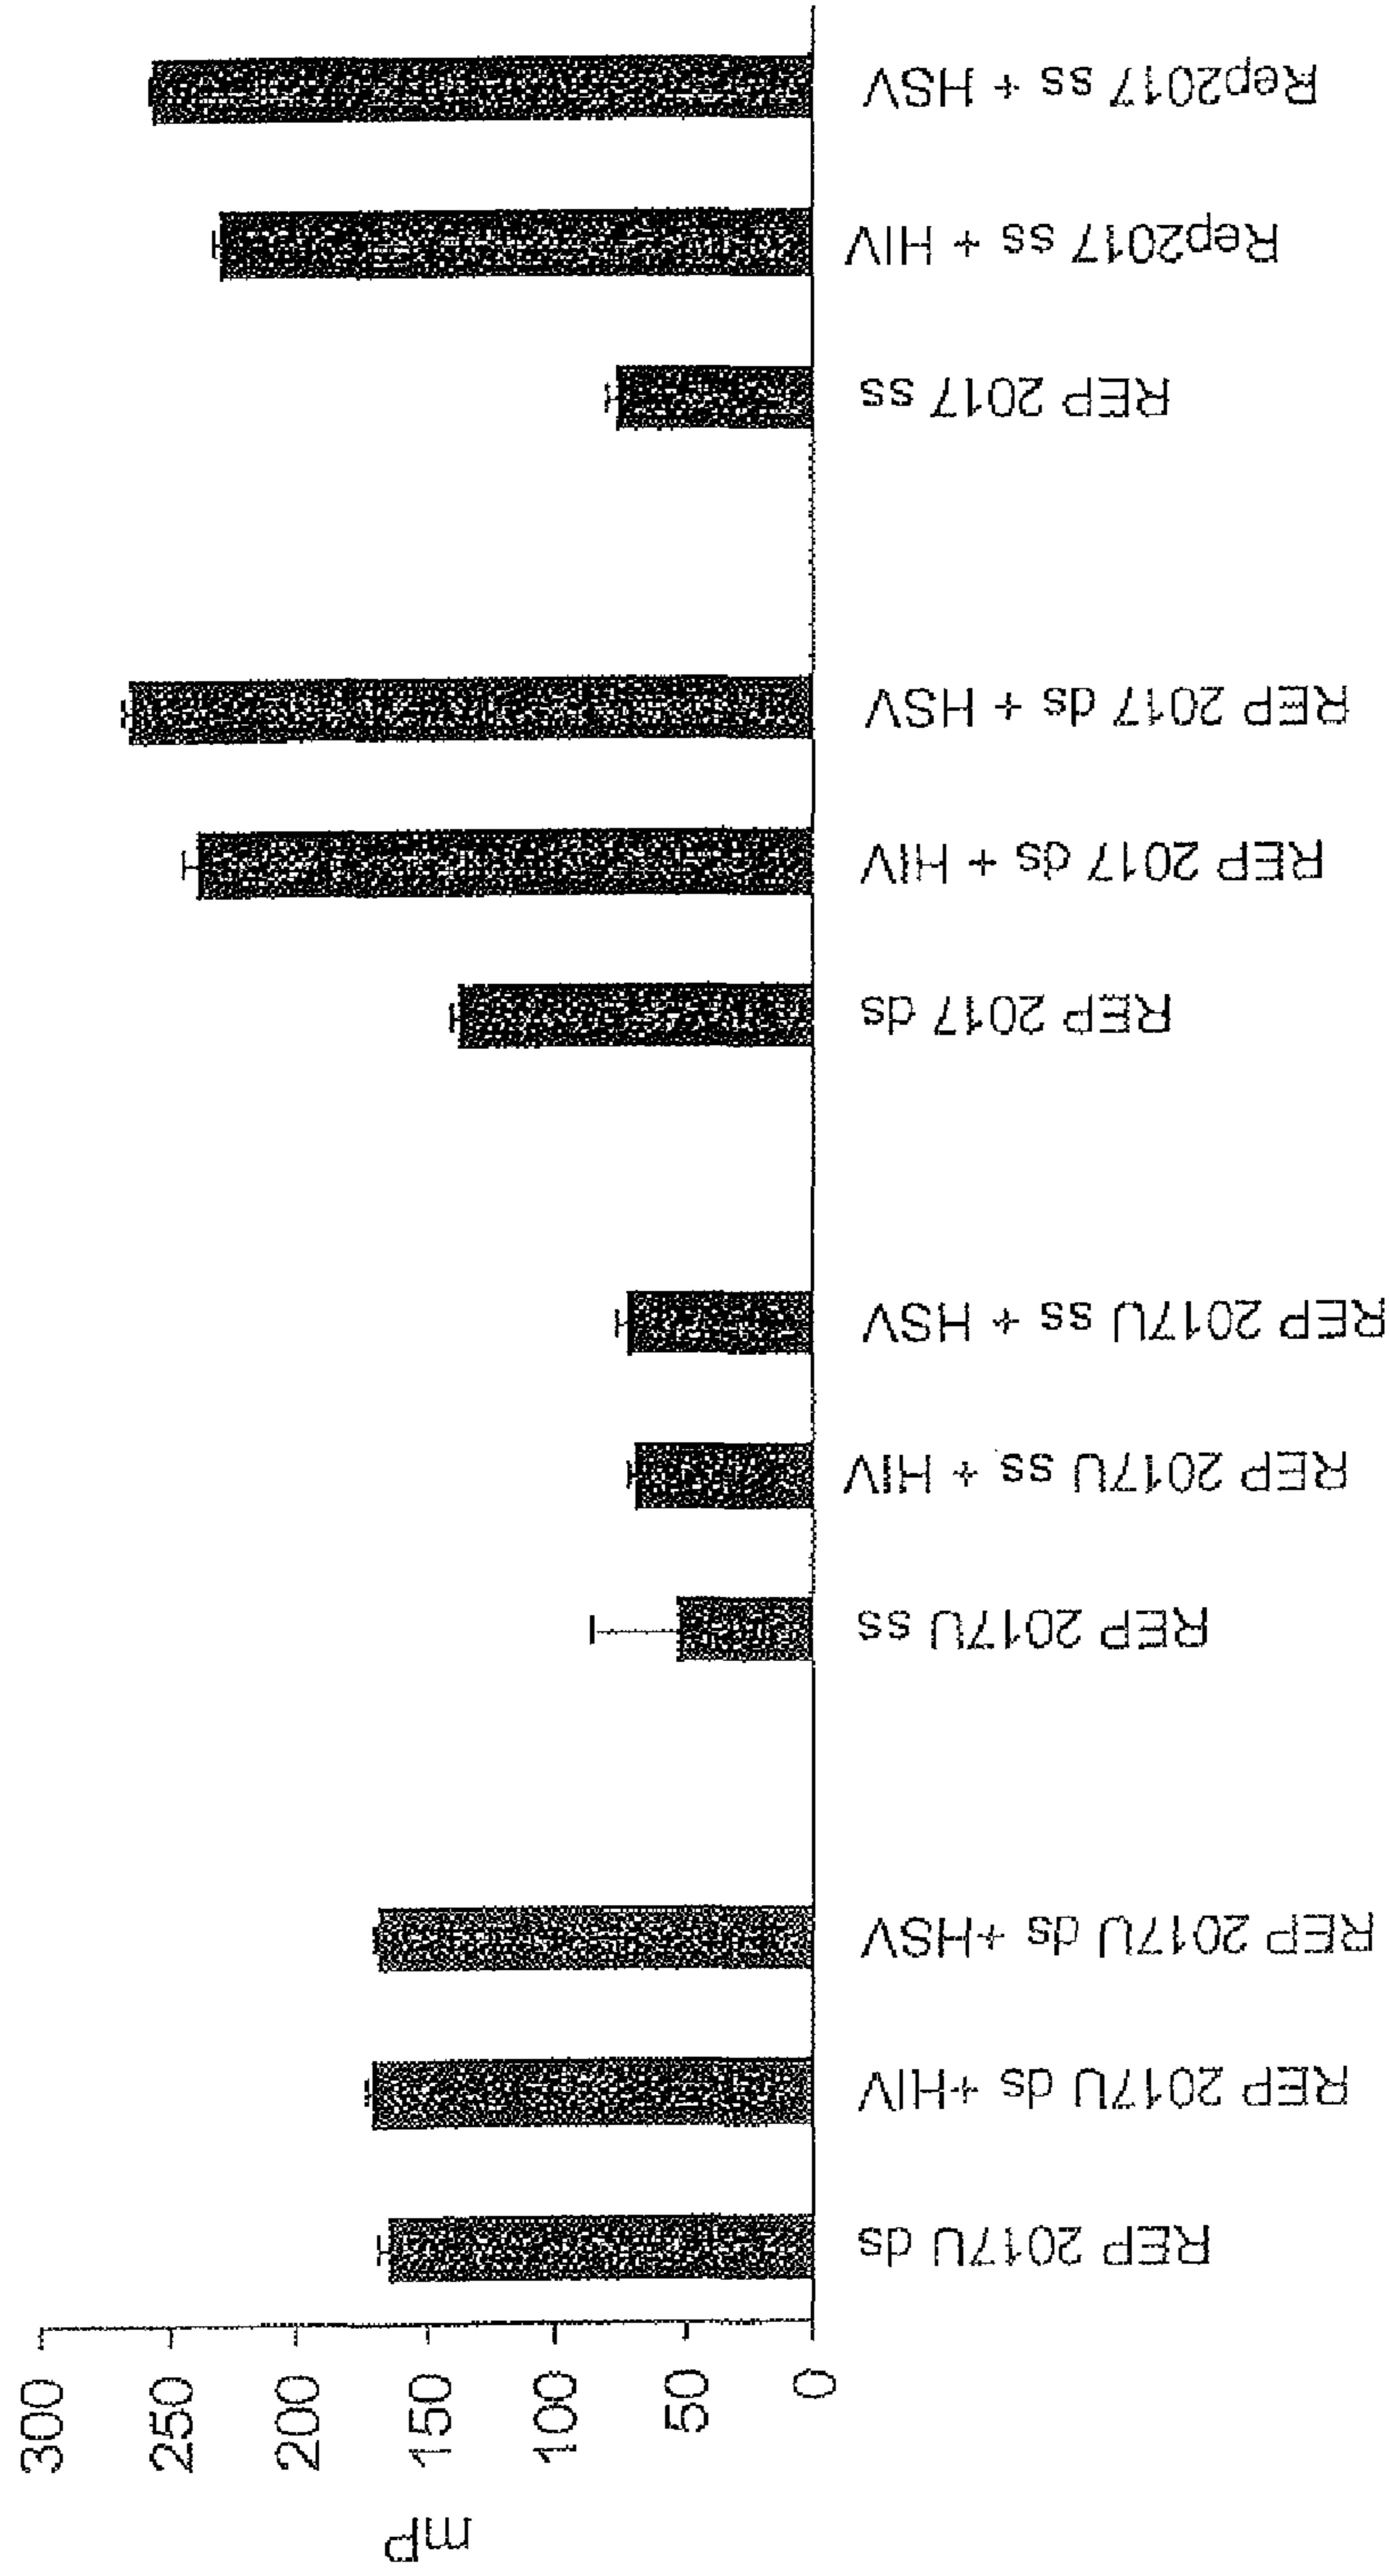 mP
300
250
200
150
100
50
0
REP 2017U ds
REP 2017U ds +HIV
REP 2017U ds +HSV
REP 2017U ss
REP 2017U ss + HIV
REP 2017U ss + HSV
REP 2017 ds
REP 2017 ds + HIV
REP 2017 ds + HSV
REP 2017 ss
Rep2017 ss + HIV
Rep2017 ss + HSV